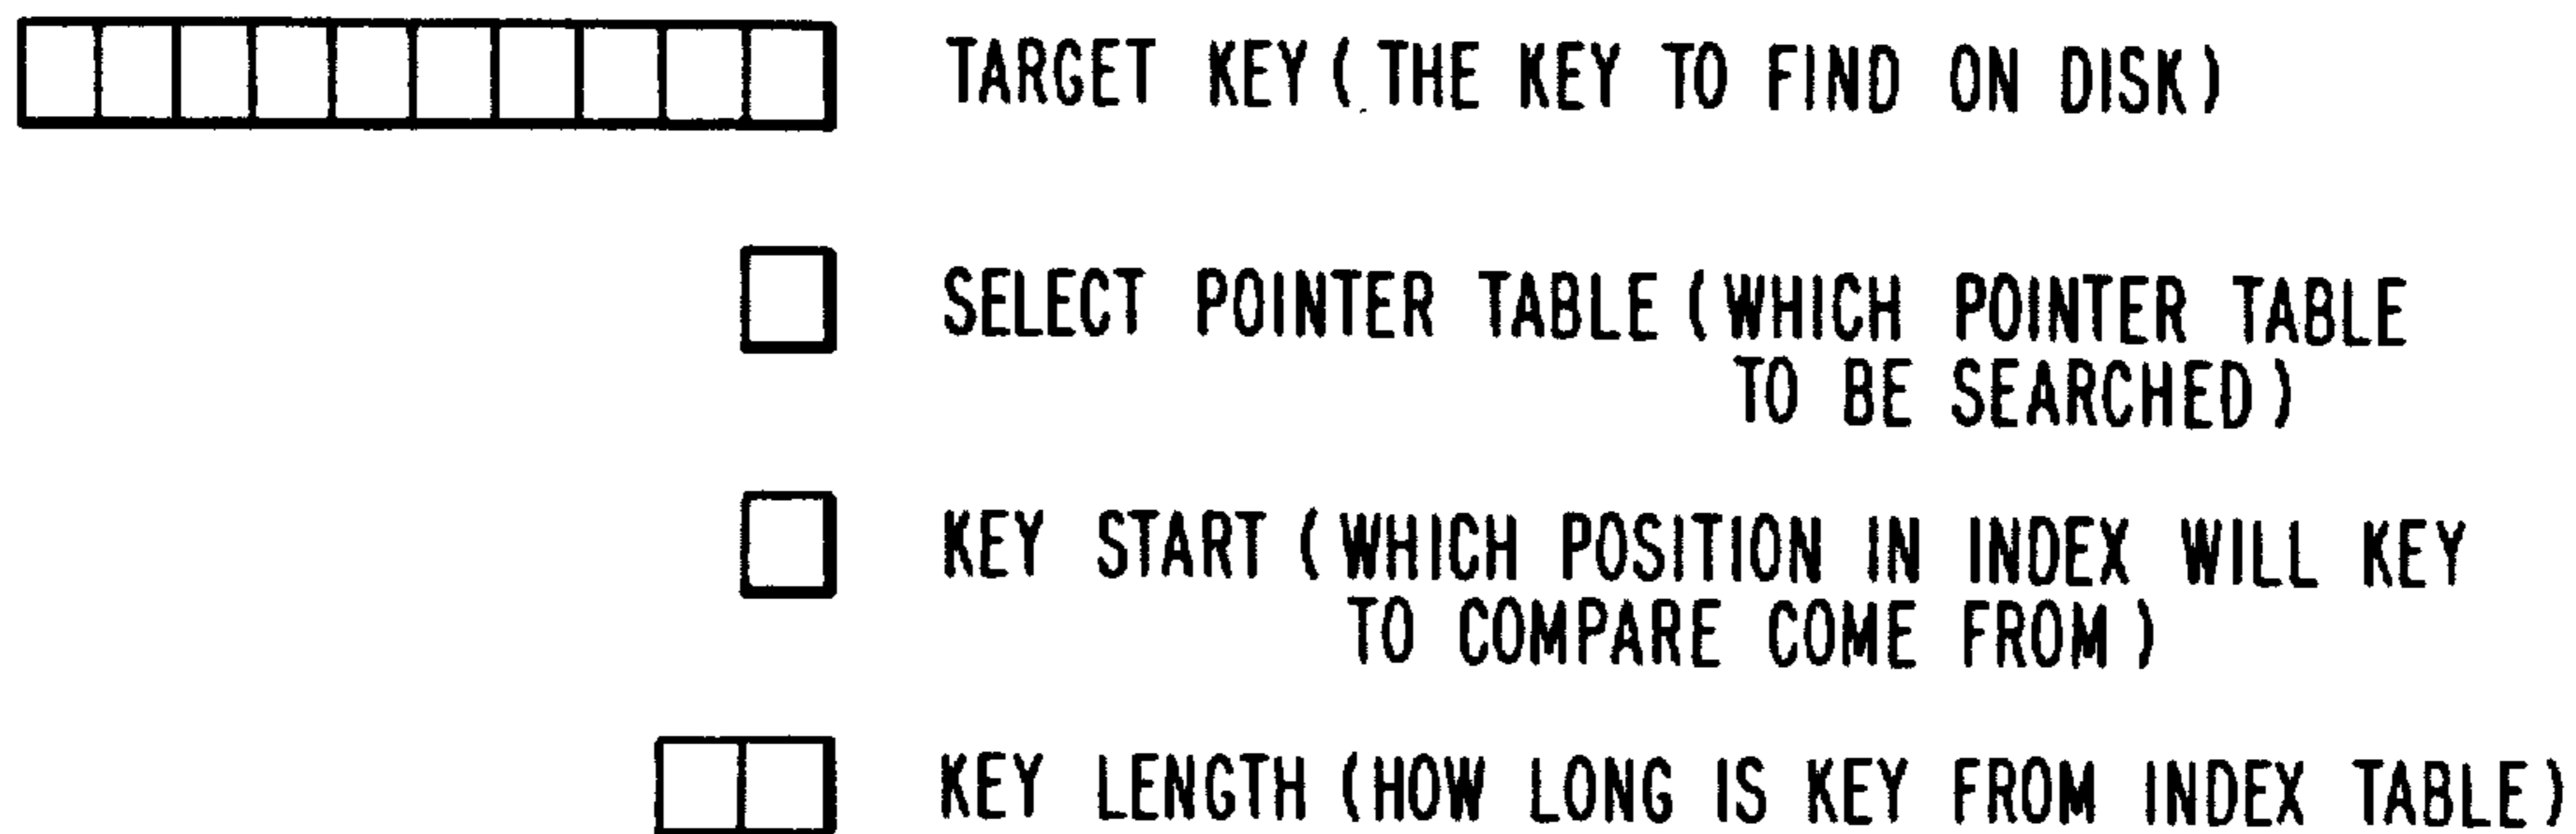 TARGET KEY (THE KEY TO FIND ON DISK)
SELECT POINTER TABLE (WHICH POINTER TABLE
TO BE SEARCHED)
KEY START (WHICH POSITION IN INDEX WILL KEY
TO COMPARE COME FROM)
KEY LENGTH (HOW LONG IS KEY FROM INDEX TABLE)